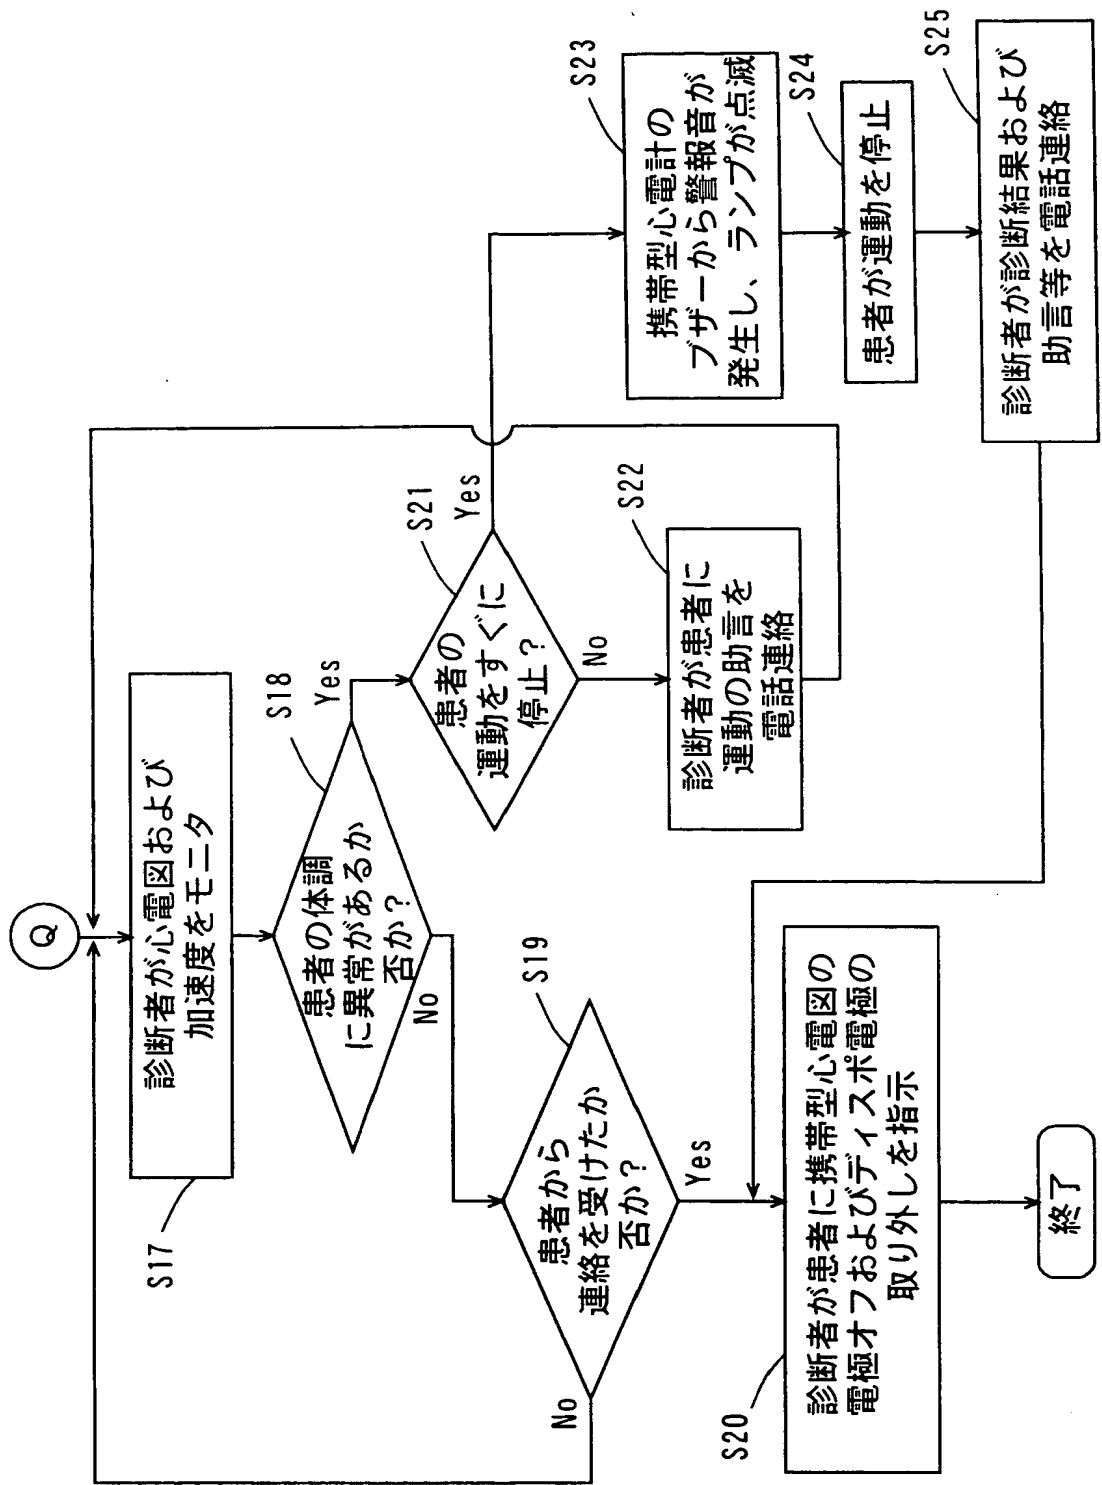 Q
診断者が心電図および
加速度をモニタ
S17
患者の体調
に異常があるか
否か?
S18
Yes
No
患者から
連絡を受けたか
否か?
S19
Yes
No
診断者が患者に携帯型心電図の
電極オフおよびディスポ電極の
取り外しを指示
S20
終了
患者の
運動をすぐに
停止?
S21
Yes
No
診断者が患者に
運動の助言を
電話連絡
S22
携帯型心電計の
ブザーから警報音が
発生し、ランプが点滅
S23
患者が運動を停止
S24
診断者が診断結果および
助言等を電話連絡
S25